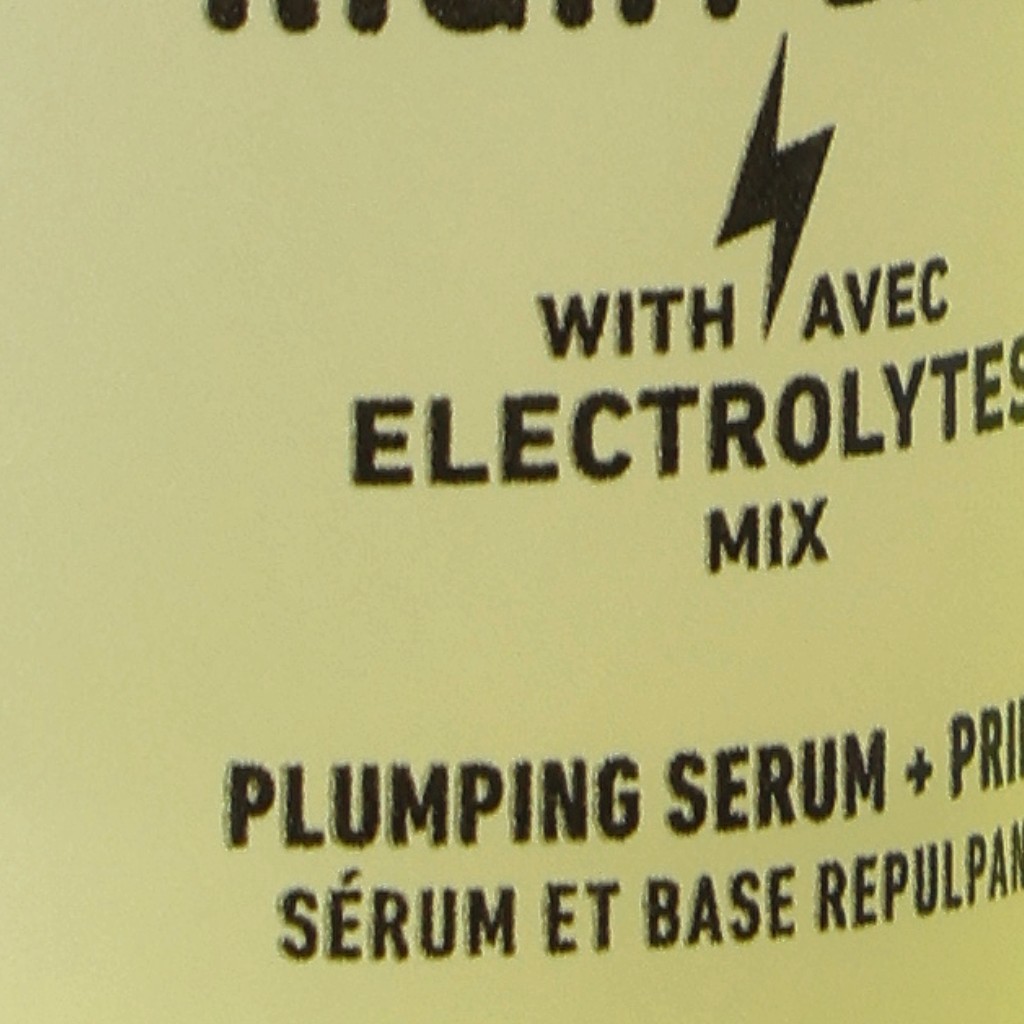 WITH AVEC
ELECTROLYTES
MIX
PLUMPING SERUM +
SÉRUM ET BASE